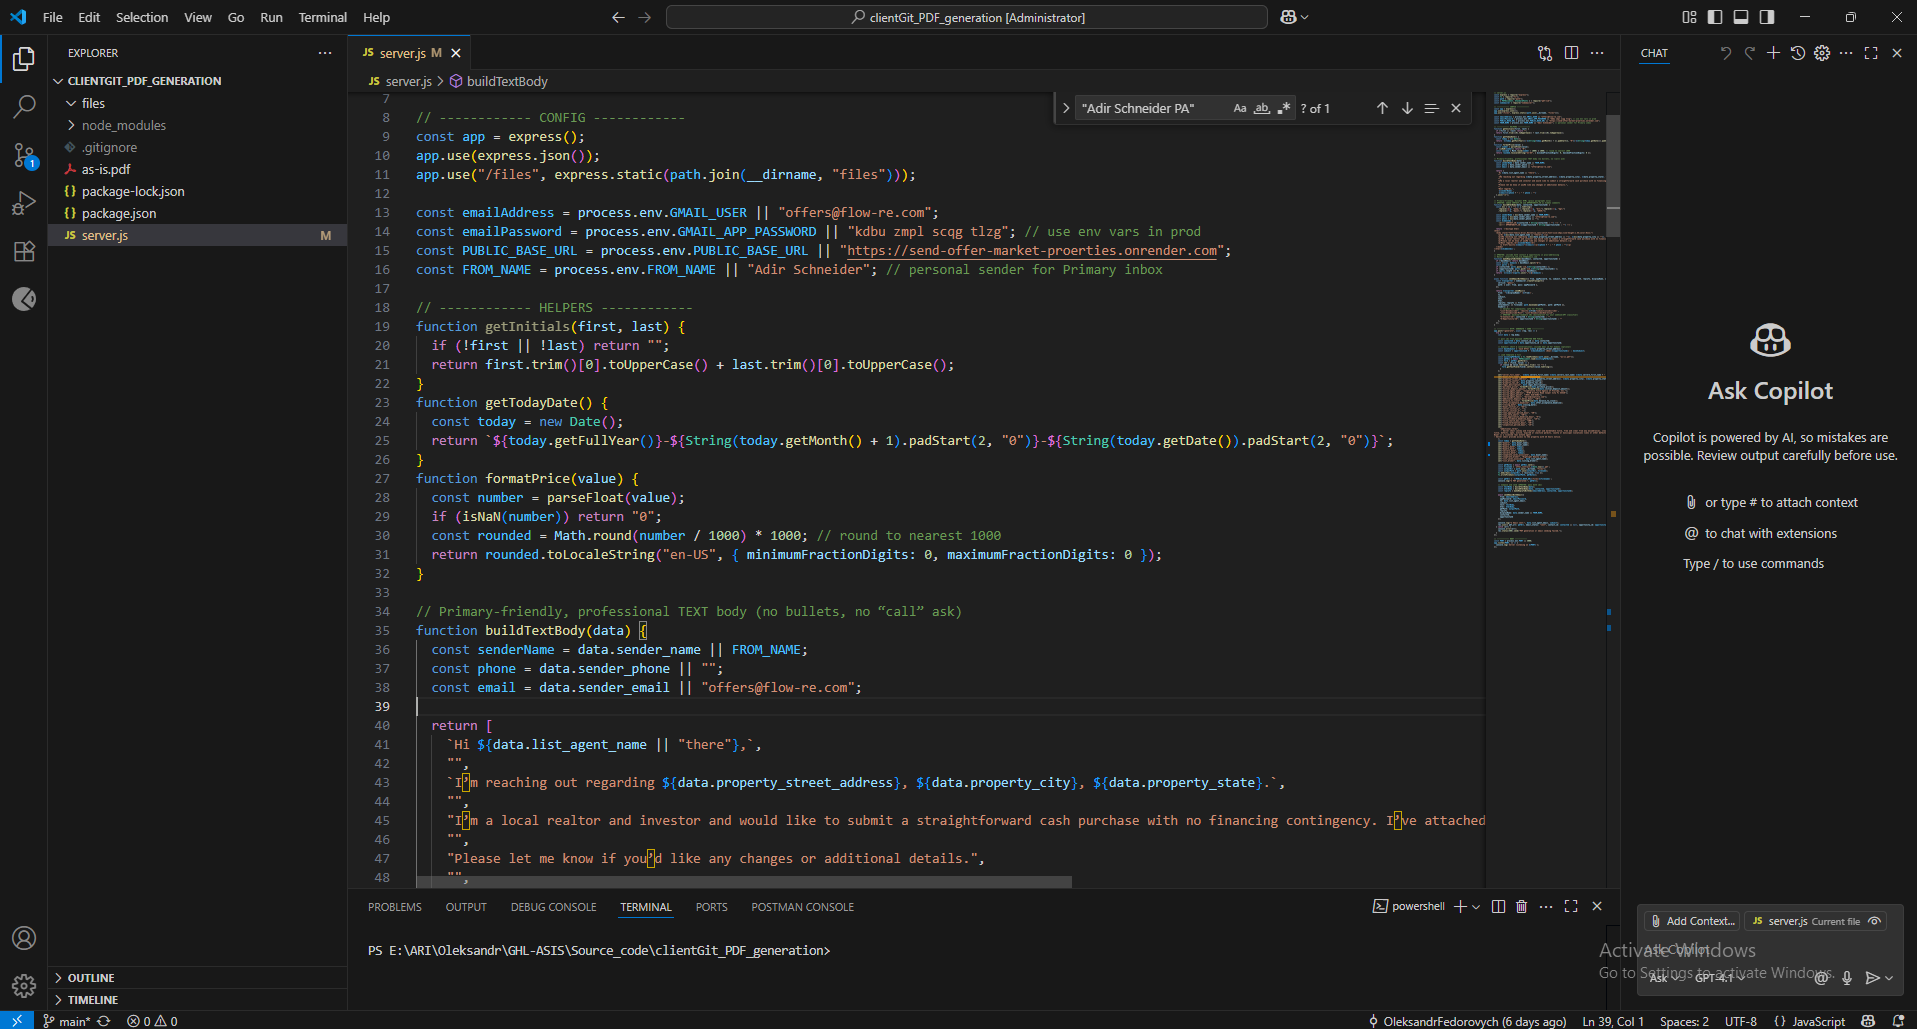 File Edit Selection View Go Run Terminal Help
clientGit_PDF_generation [Administrator]
EXPLORER
CLIENTGIT_PDF_GENERATION
files
node_modules
.gitignore
as-is.pdf
package-lock.json
package.json
server.js M
OUTLINE
TIMELINE
server.js M
server.js > buildTextBody
"Adir Schneider PA" Aa ab ? of 1
7
8 // ------------ CONFIG ------------
9 const app = express();
10 app.use(express.json());
11 app.use("/files", express.static(path.join(__dirname, "files")));
12
13 const emailAddress = process.env.GMAIL_USER || "offers@flow-re.com";
14 const emailPassword = process.env.GMAIL_APP_PASSWORD || "kdbu zmpl scqg tlzg"; // use env vars in prod
15 const PUBLIC_BASE_URL = process.env.PUBLIC_BASE_URL || "https://send-offer-market-proerties.onrender.com";
16 const FROM_NAME = process.env.FROM_NAME || "Adir Schneider"; // personal sender for Primary inbox
17
18 // ------------ HELPERS ------------
19 function getInitials(first, last) {
20 if (!first || !last) return "";
21 return first.trim()[0].toUpperCase() + last.trim()[0].toUpperCase();
22 }
23 function getTodayDate() {
24 const today = new Date();
25 return `${today.getFullYear()}-${String(today.getMonth() + 1).padStart(2, "0")}-${String(today.getDate()).padStart(2, "0")}`;
26 }
27 function formatPrice(value) {
28 const number = parseFloat(value);
29 if (isNaN(number)) return "0";
30 const rounded = Math.round(number / 1000) * 1000; // round to nearest 1000
31 return rounded.toLocaleString("en-US", { minimumFractionDigits: 0, maximumFractionDigits: 0 });
32 }
33
34 // Primary-friendly, professional TEXT body (no bullets, no “call” ask)
35 function buildTextBody(data) {
36 const senderName = data.sender_name || FROM_NAME;
37 const phone = data.sender_phone || "";
38 const email = data.sender_email || "offers@flow-re.com";
39
40 return [
41 `Hi ${data.list_agent_name || "there"},`,
42 "",
43 `I’m reaching out regarding ${data.property_street_address}, ${data.property_city}, ${data.property_state}.`,
44 "",
45 "I’m a local realtor and investor and would like to submit a straightforward cash purchase with no financing contingency. I’ve attached
46 "",
47 "Please let me know if you’d like any changes or additional details.",
48 "",
PROBLEMS OUTPUT DEBUG CONSOLE TERMINAL PORTS POSTMAN CONSOLE
powershell
PS E:\ARI\Oleksandr\GHL-ASIS\Source_code\clientGit_PDF_generation>
CHAT
Ask Copilot
Copilot is powered by AI, so mistakes are
possible. Review output carefully before use.
or type # to attach context
@ to chat with extensions
Type / to use commands
Add Context... JS server.js Current file
Ask Copilot
Ask GPT-4.1
Activate Windows
Go to Settings to activate Windows.
main* 0 0
OleksandrFedorovych (6 days ago) Ln 39, Col 1 Spaces: 2 UTF-8 {} JavaScript